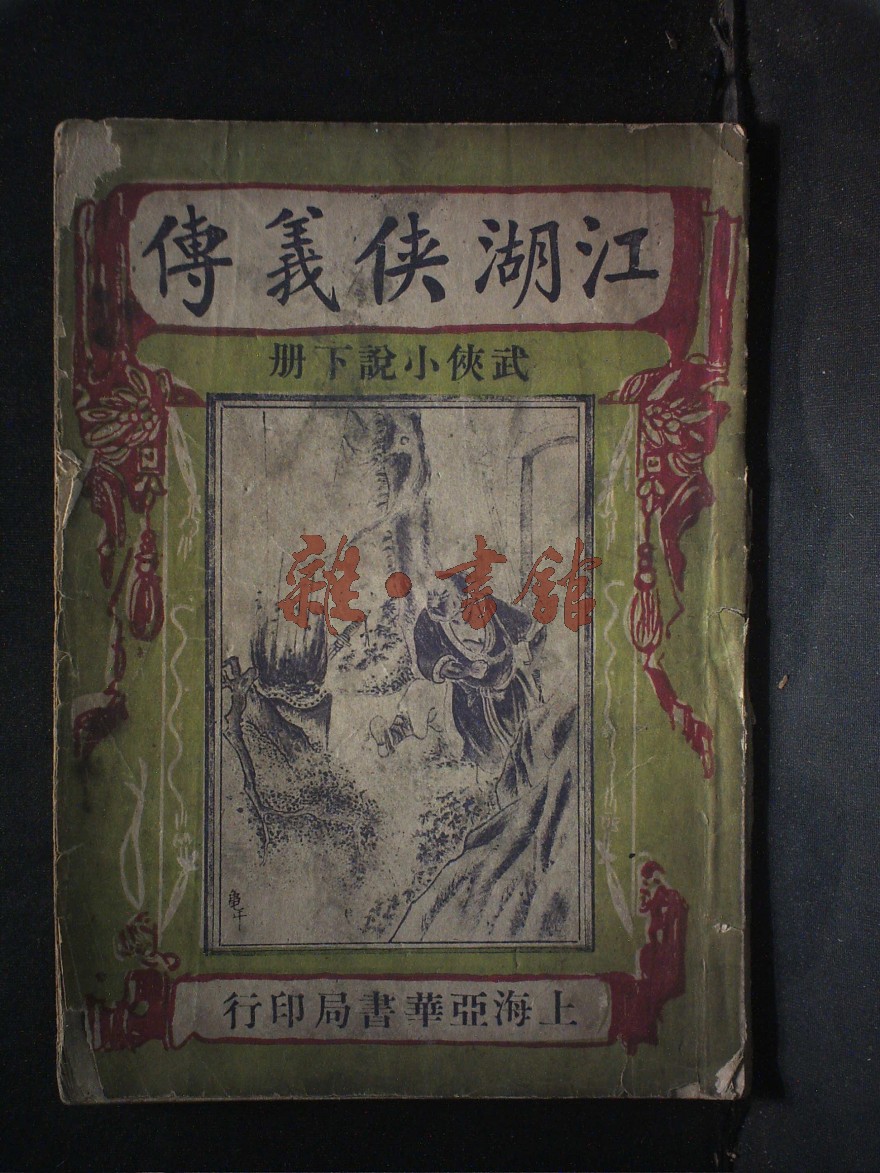 江湖俠義傳
武俠小說下册
雜·書館
上海亞華書局印行